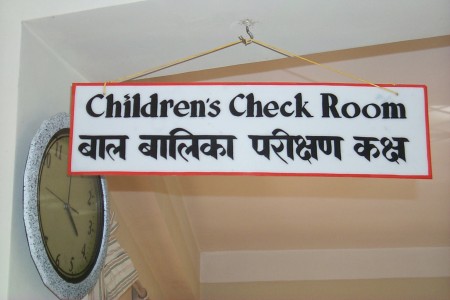 Children's Check Room
बाल बालिका परीक्षण कक्ष